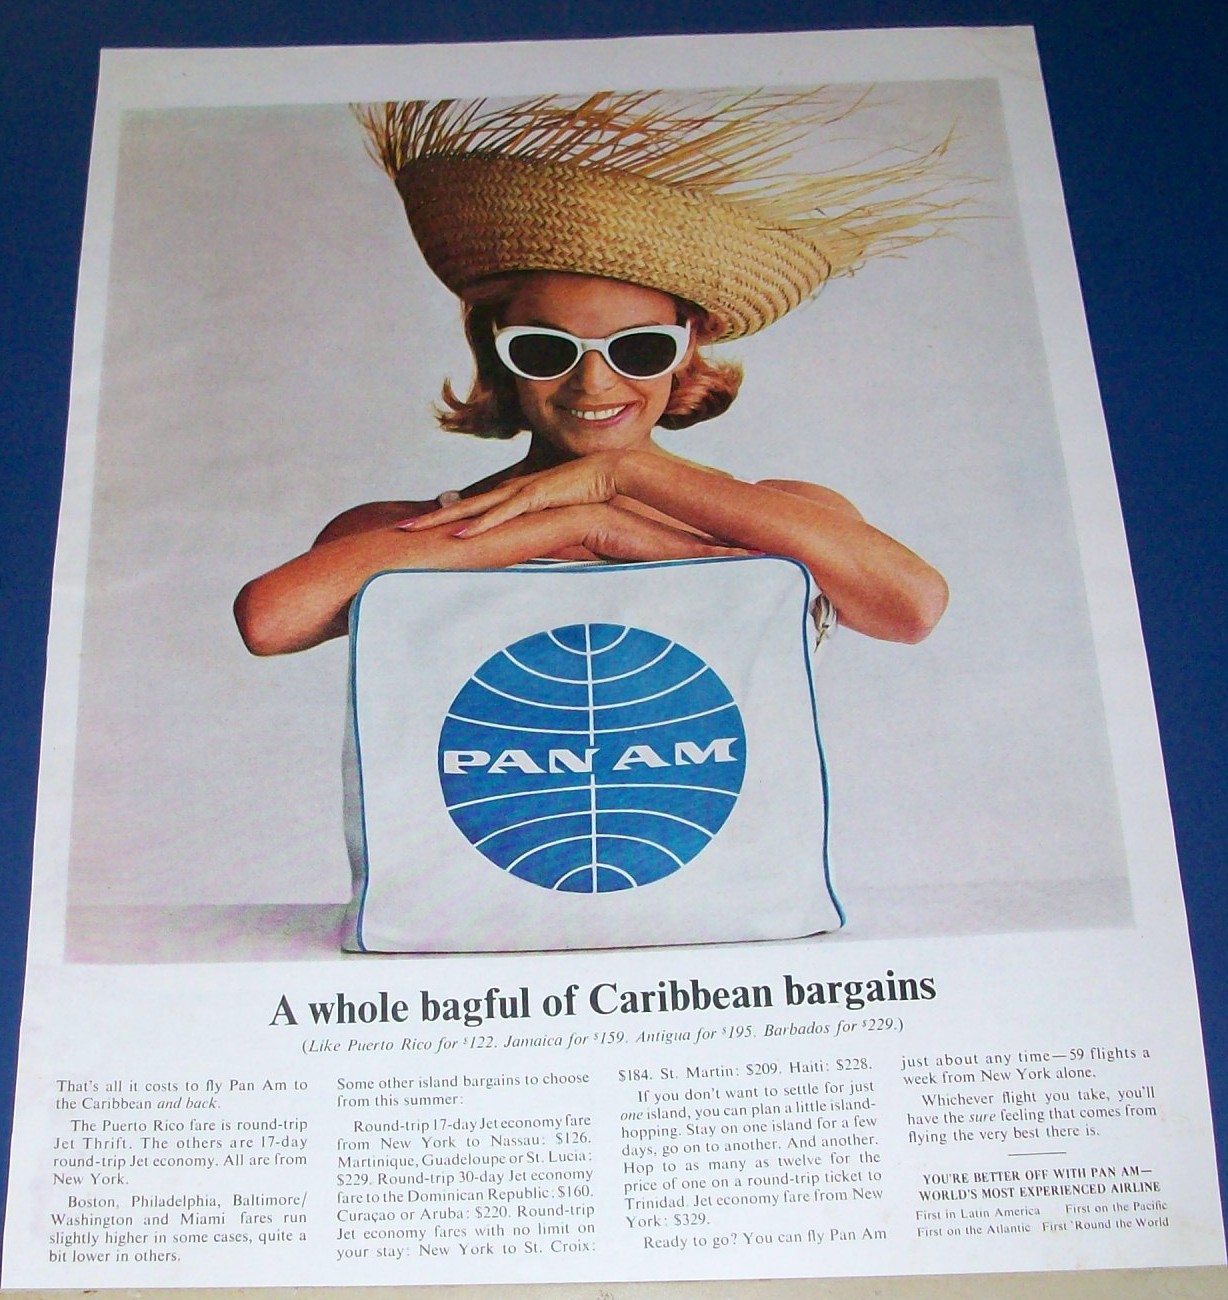 PAN AM
A whole bagful of Caribbean bargains
(Like Puerto Rico for $122. Jamaica for $159. Antigua for $195. Barbados for $229.)
That's all it costs to fly Pan Am to
the Caribbean and back.
The Puerto Rico fare is round-trip
Jet Thrift. The others are 17-day
round-trip Jet economy. All are from
New York.
Boston, Philadelphia, Baltimore/
Washington and Miami fares run
slightly higher in some cases, quite a
bit lower in others.
Some other island bargains to choose
from this summer:
Round-trip 17-day Jet economy fare
from New York to Nassau: $126.
Martinique, Guadeloupe or St. Lucia:
$229. Round-trip 30-day Jet economy
fare to the Dominican Republic: $160.
Curaçao or Aruba: $220. Round-trip
Jet economy fares with no limit on
your stay: New York to St. Croix:
$184. St. Martin: $209. Haiti: $228.
If you don't want to settle for just
one island, you can plan a little island-
hopping. Stay on one island for a few
days, go on to another. And another.
Hop to as many as twelve for the
price of one on a round-trip ticket to
Trinidad. Jet economy fare from New
York: $329.
Ready to go? You can fly Pan Am
just about any time—59 flights a
week from New York alone.
Whichever flight you take, you'll
have the sure feeling that comes from
flying the very best there is.
YOU'RE BETTER OFF WITH PAN AM—
WORLD'S MOST EXPERIENCED AIRLINE
First in Latin America First on the Pacific
First on the Atlantic First 'Round the World